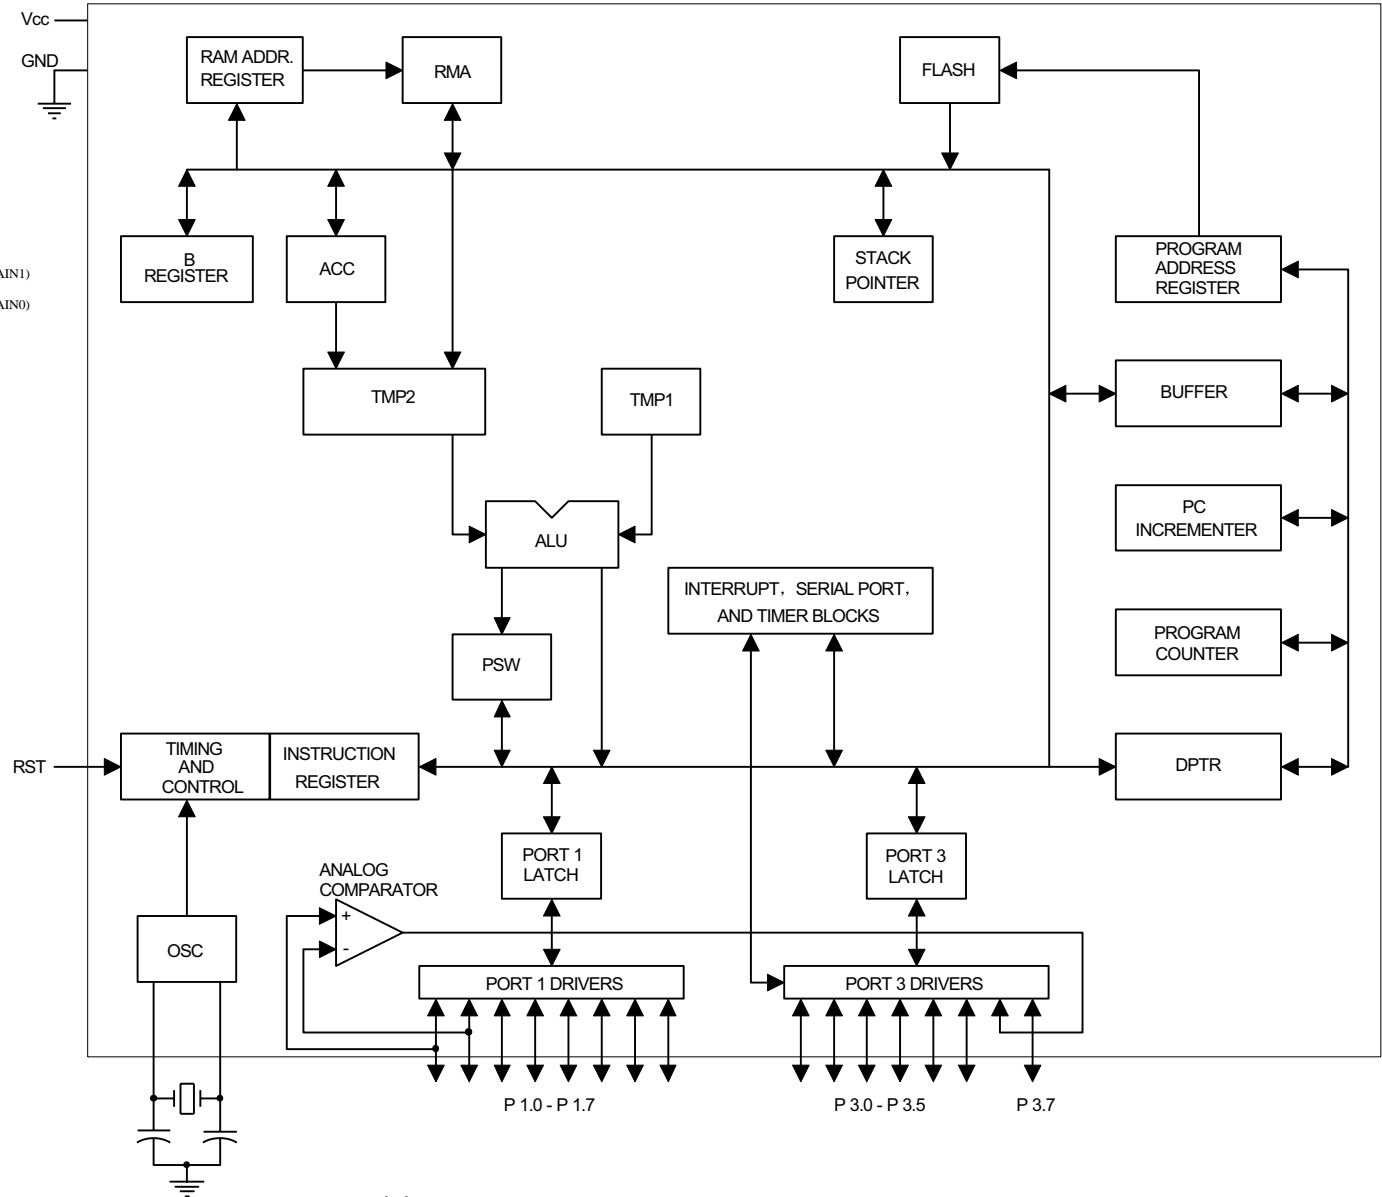 Vcc
GND
RAM ADDR.
REGISTER
RMA
FLASH
B
REGISTER
ACC
STACK
POINTER
PROGRAM
ADDRESS
REGISTER
AIN1)
AIN0)
TMP2
TMP1
BUFFER
ALU
PC
INCREMENTER
INTERRUPT，SERIAL PORT，
AND TIMER BLOCKS
PSW
PROGRAM
COUNTER
RST
TIMING
AND
CONTROL
INSTRUCTION
REGISTER
DPTR
PORT 1
LATCH
PORT 3
LATCH
ANALOG
COMPARATOR
+
-
OSC
PORT 1 DRIVERS
PORT 3 DRIVERS
P 1.0 - P 1.7
P 3.0 - P 3.5
P 3.7